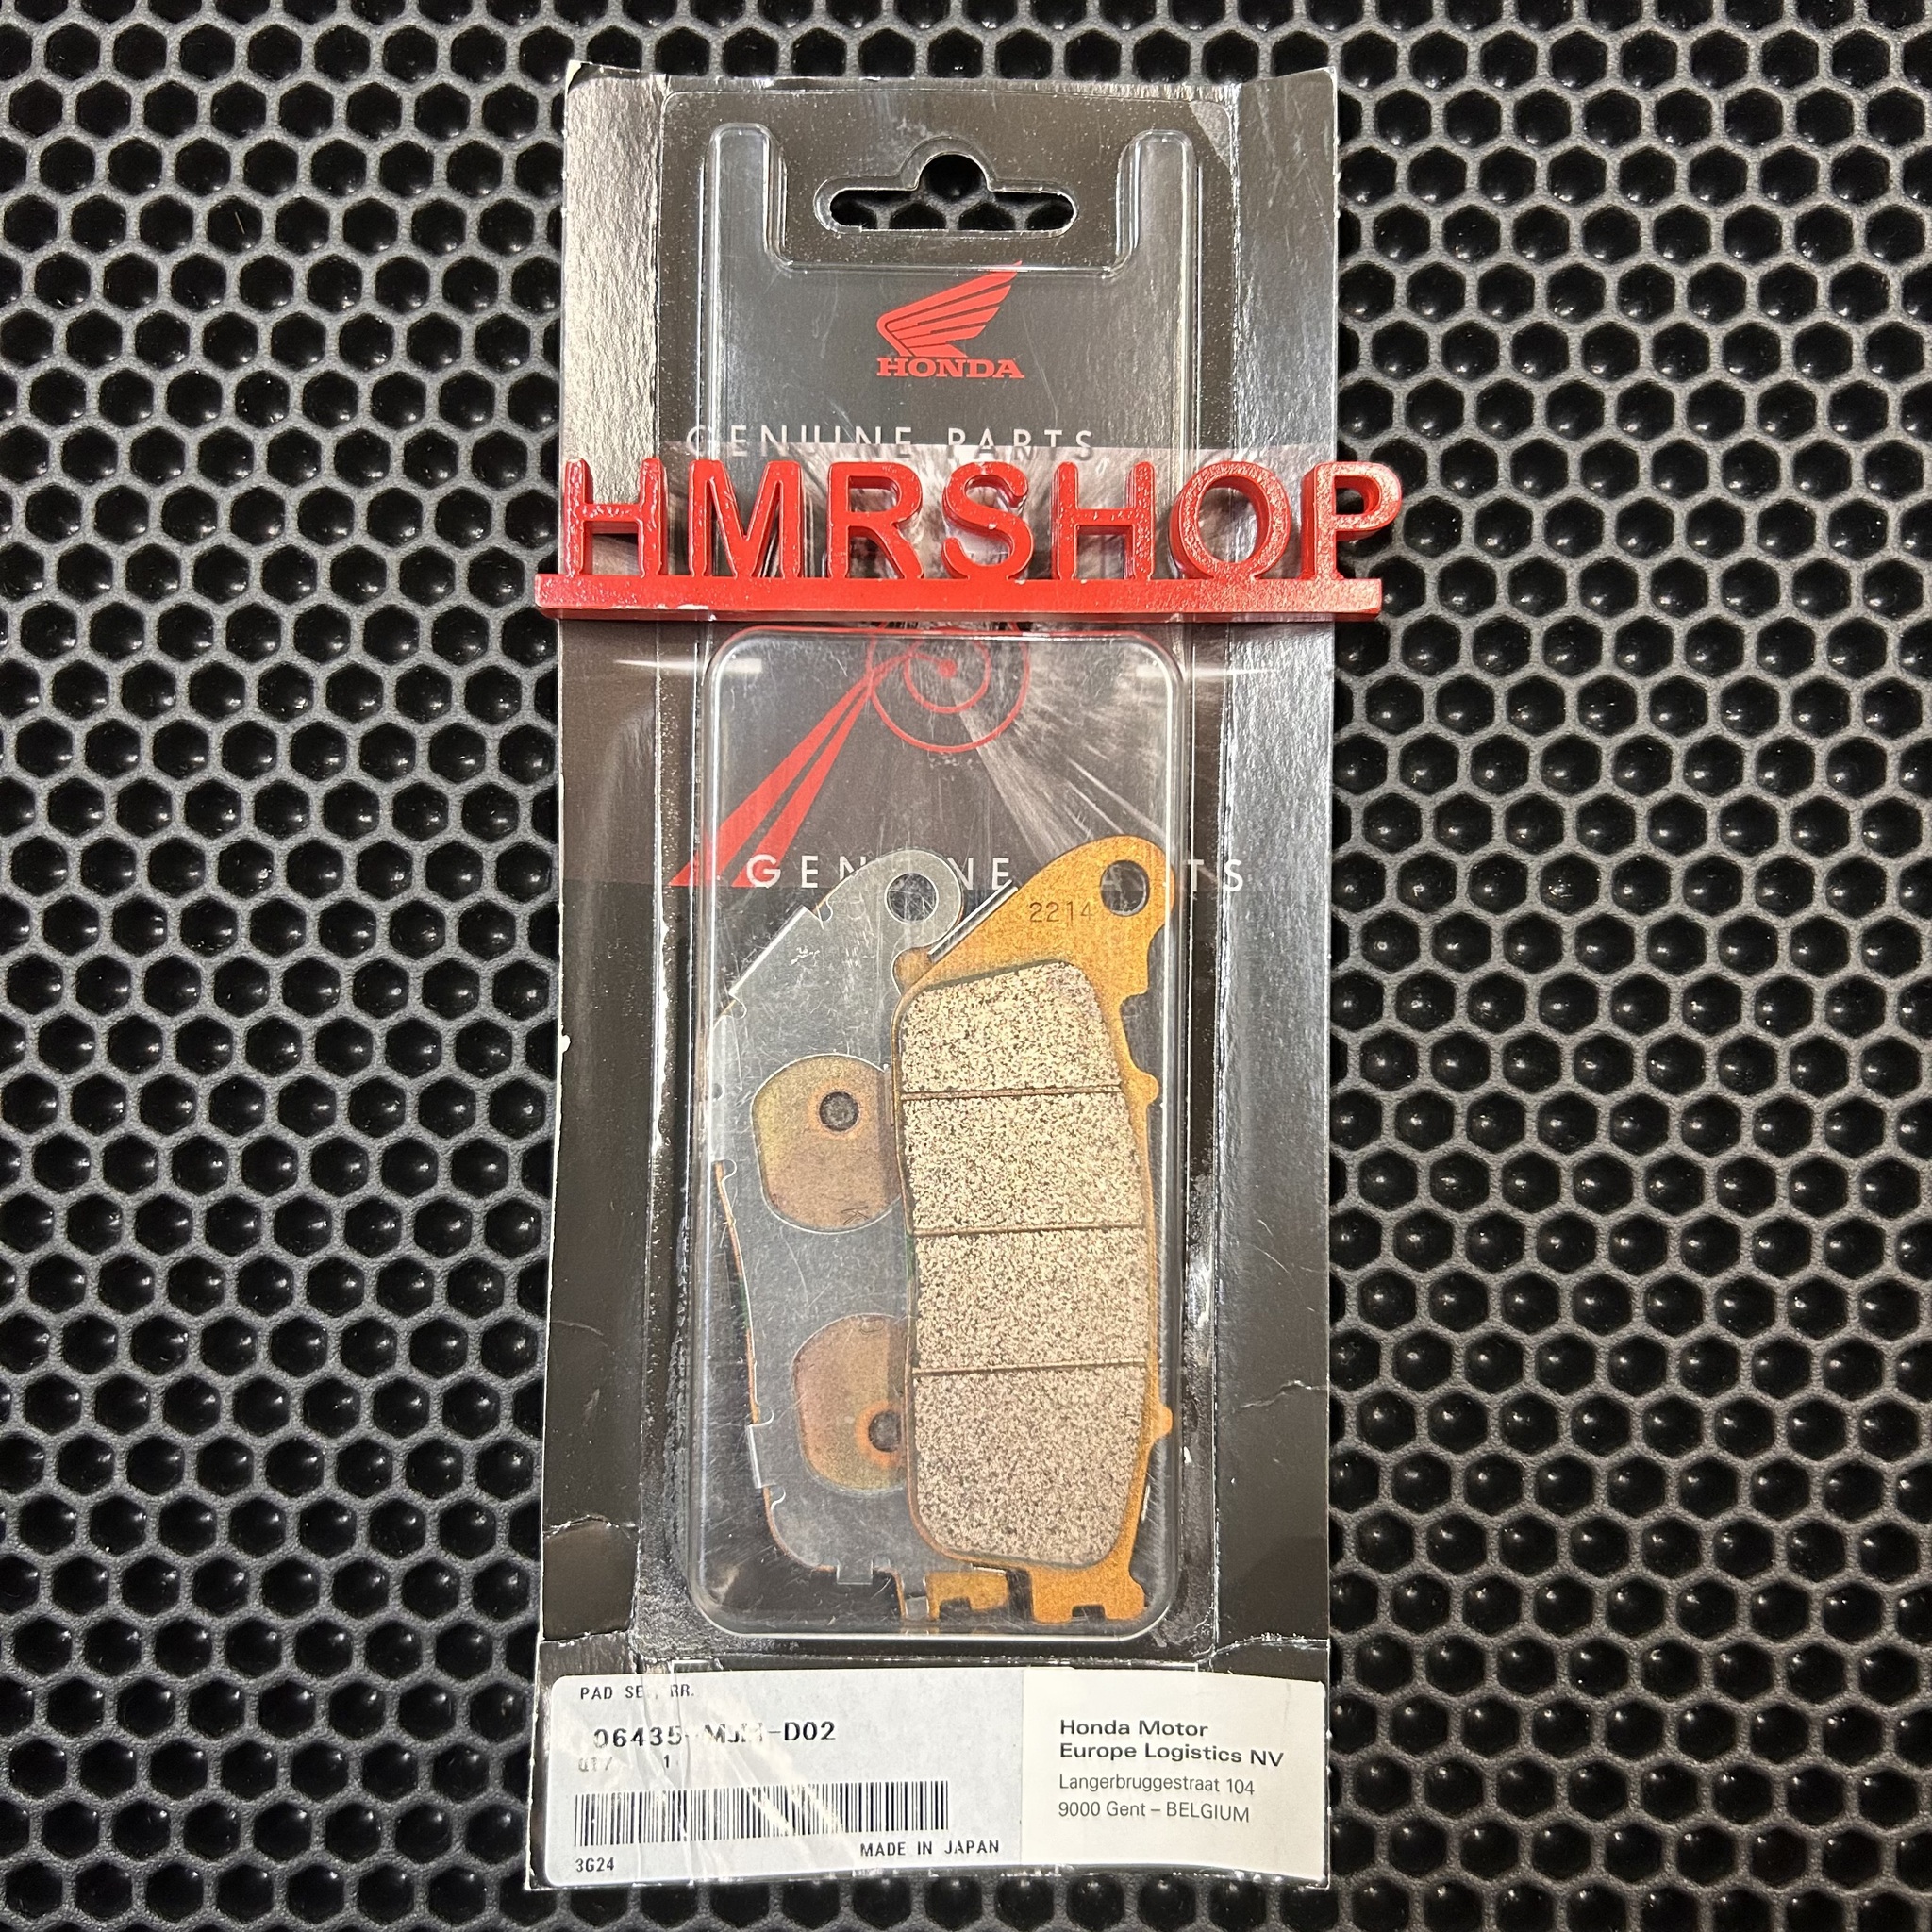 HONDA
GENUINE PARTS
HMRSHOP
GENUINE PARTS
2214
PAD SET, RR.
06435-MJM-D02
QTY 1
MADE IN JAPAN
3G24
Honda Motor
Europe Logistics NV
Langerbruggestraat 104
9000 Gent – BELGIUM